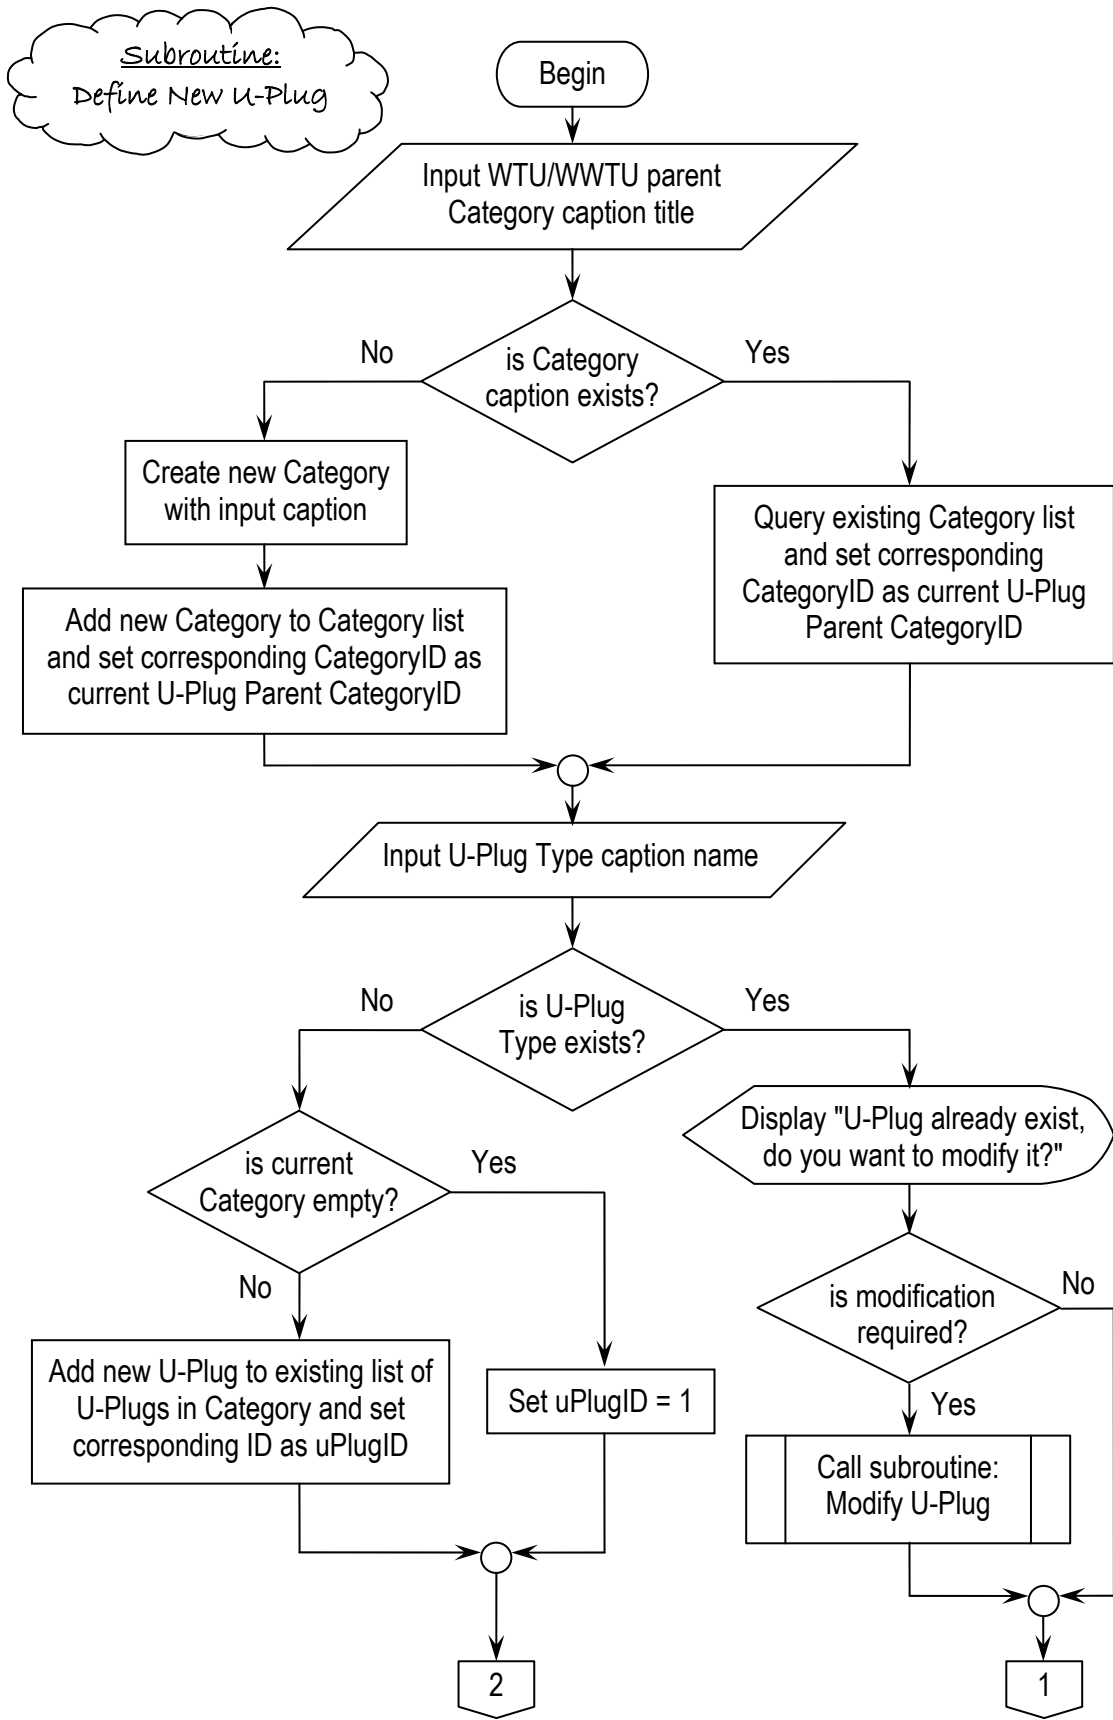 Subroutine:
Define New U-Plug
Begin
Input WTU/WWTU parent
Category caption title
is Category
caption exists?
No
Yes
Create new Category
with input caption
Query existing Category list
and set corresponding
CategoryID as current U-Plug
Parent CategoryID
Add new Category to Category list
and set corresponding CategoryID as
current U-Plug Parent CategoryID
Input U-Plug Type caption name
is U-Plug
Type exists?
No
Yes
is current
Category empty?
Yes
No
Display "U-Plug already exist,
do you want to modify it?"
is modification
required?
No
Yes
Add new U-Plug to existing list of
U-Plugs in Category and set
corresponding ID as uPlugID
Set uPlugID = 1
Call subroutine:
Modify U-Plug
2
1